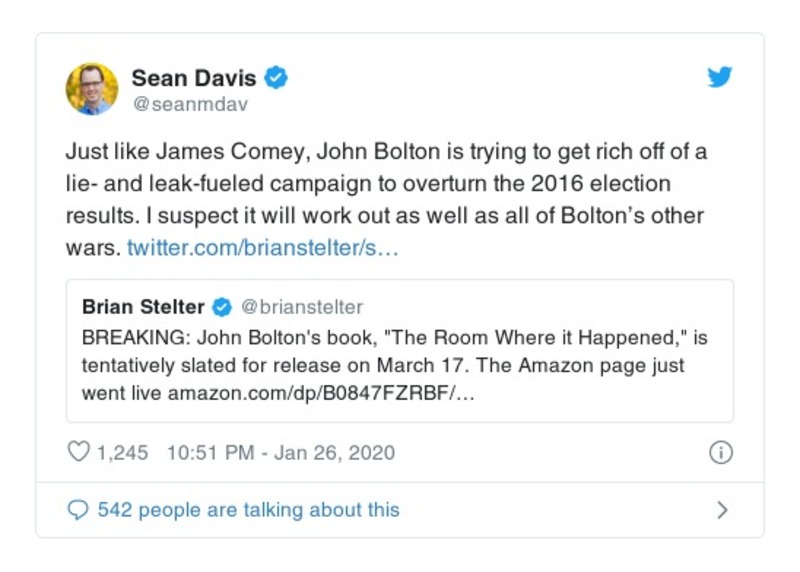 Sean Davis
@seanmdav
Just like James Comey, John Bolton is trying to get rich off of a
lie- and leak-fueled campaign to overturn the 2016 election
results. I suspect it will work out as well as all of Bolton’s other
wars. twitter.com/brianstelter/s…
Brian Stelter @brianstelter
BREAKING: John Bolton's book, "The Room Where it Happened," is
tentatively slated for release on March 17. The Amazon page just
went live amazon.com/dp/B0847FZRBF/…
1,245 10:51 PM - Jan 26, 2020
542 people are talking about this